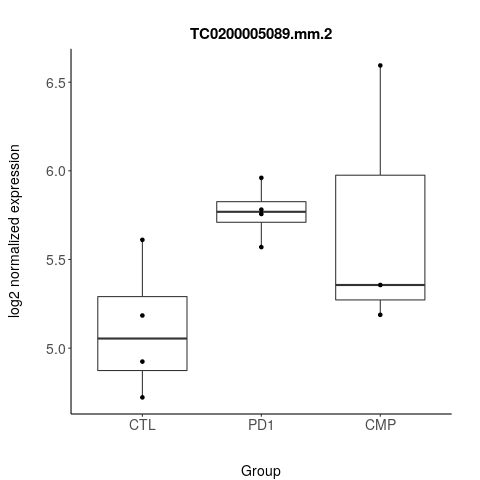 TC0200005089.mm.2
log2 normalized expression
6.5
6.0
5.5
5.0
CTL
PD1
CMP
Group